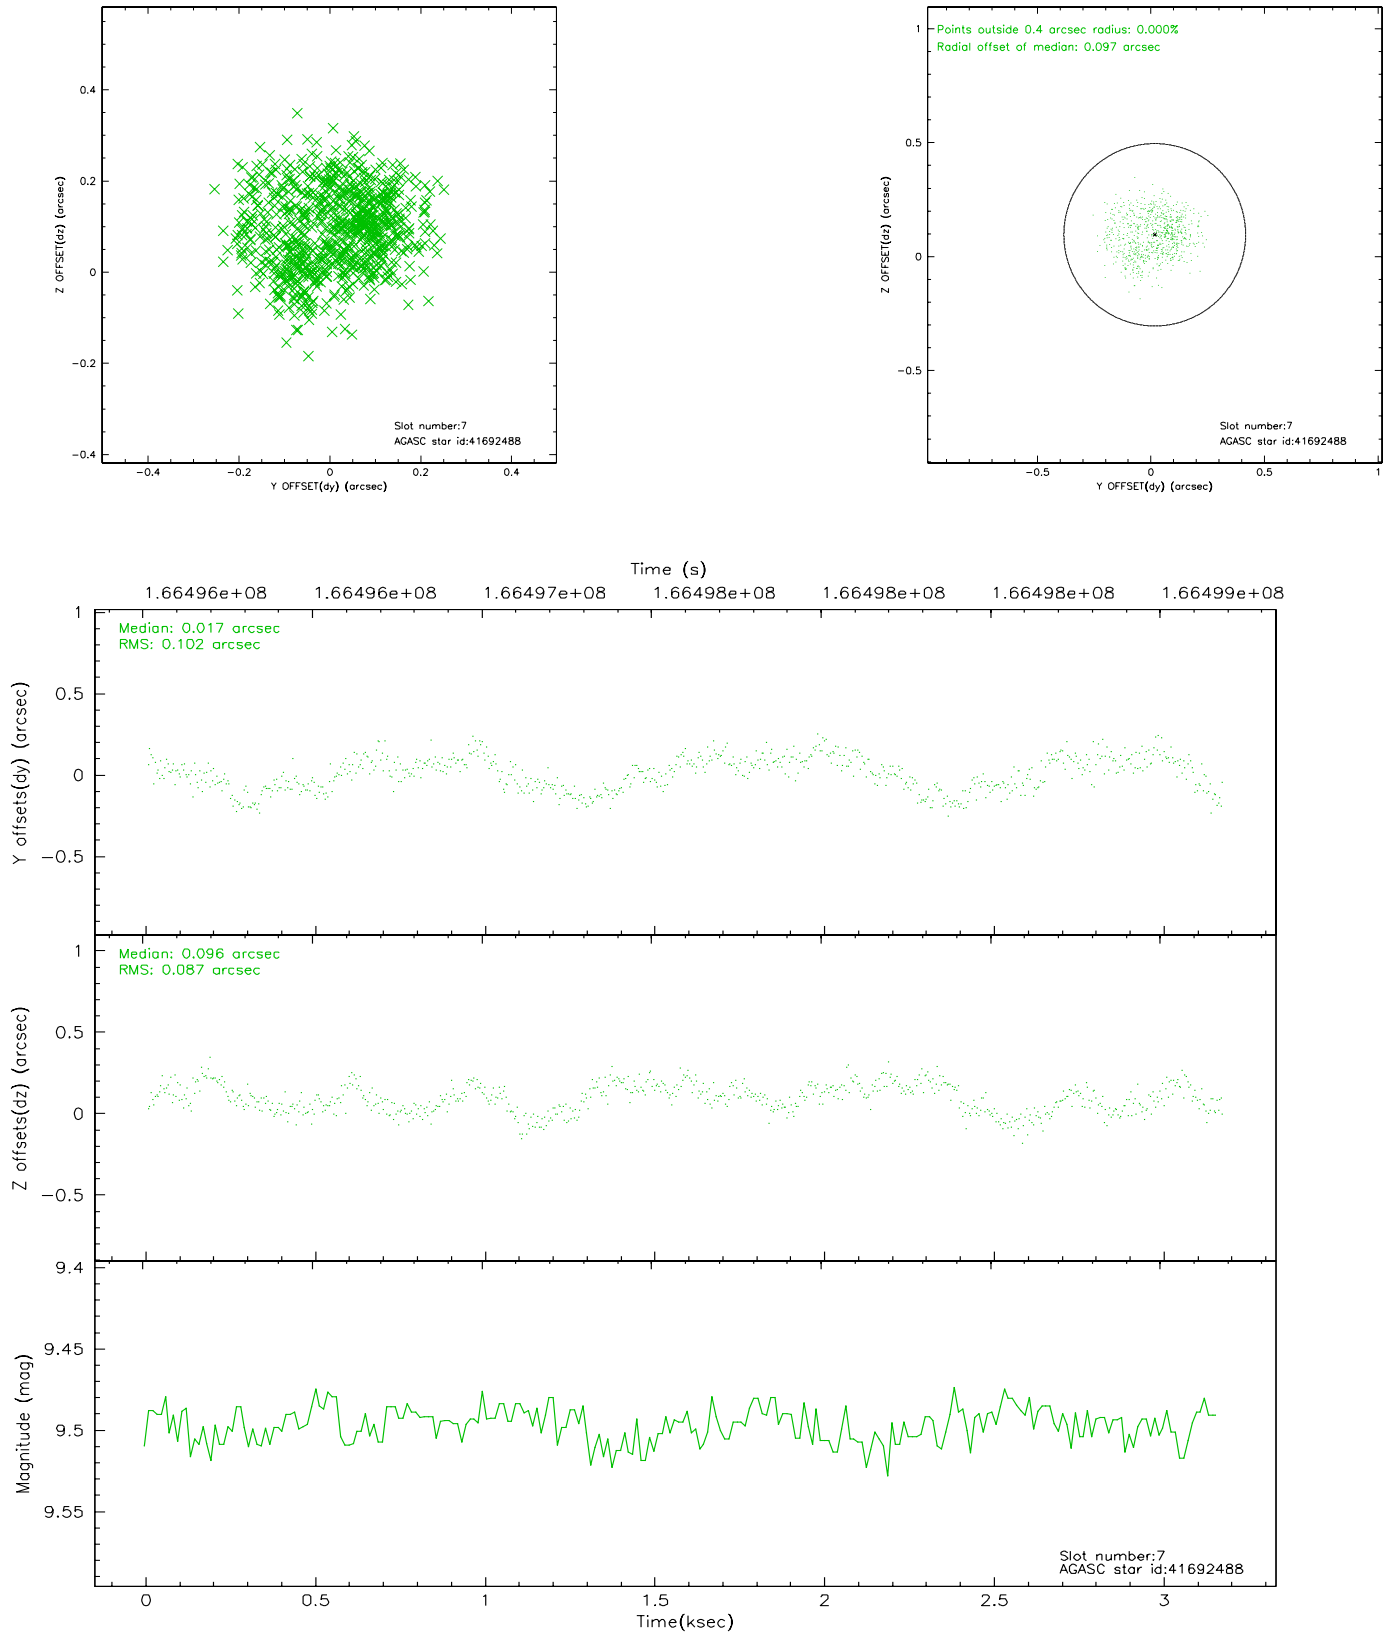 0.4
0.2
0
−0.2
−0.4
Z OFFSET(dz) (arcsec)
Slot number:7
AGASC star id:41692488
−0.4 −0.2 0 0.2 0.4
Y OFFSET(dy) (arcsec)
Points outside 0.4 arcsec radius: 0.000%
Radial offset of median: 0.097 arcsec
1
0.5
0
−0.5
Z OFFSET(dz) (arcsec)
Slot number:7
AGASC star id:41692488
−0.5 0 0.5 1
Y OFFSET(dy) (arcsec)
Time (s)
1.66496e+08 1.66496e+08 1.66497e+08 1.66498e+08 1.66498e+08 1.66498e+08 1.66499e+08
Median: 0.017 arcsec
RMS: 0.102 arcsec
1
0.5
0
−0.5
Y offsets(dy) (arcsec)
Median: 0.096 arcsec
RMS: 0.087 arcsec
1
0.5
0
−0.5
Z offsets(dz) (arcsec)
9.4
9.45
9.5
9.55
Magnitude (mag)
Slot number:7
AGASC star id:41692488
0 0.5 1 1.5 2 2.5 3
Time(ksec)